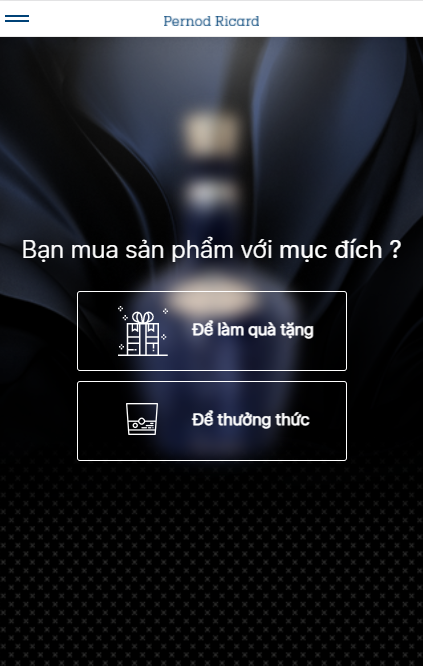 Pernod Ricard
Bạn mua sản phẩm với mục đích ?
Để làm quà tặng
Để thưởng thức